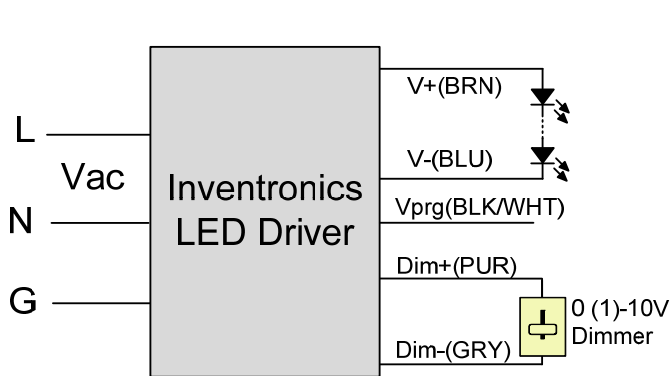 L
Vac
N
G
Inventronics
LED Driver
V+(BRN)
V-(BLU)
Vprg(BLK/WHT)
Dim+(PUR)
Dim-(GRY)
0 (1)-10V
Dimmer